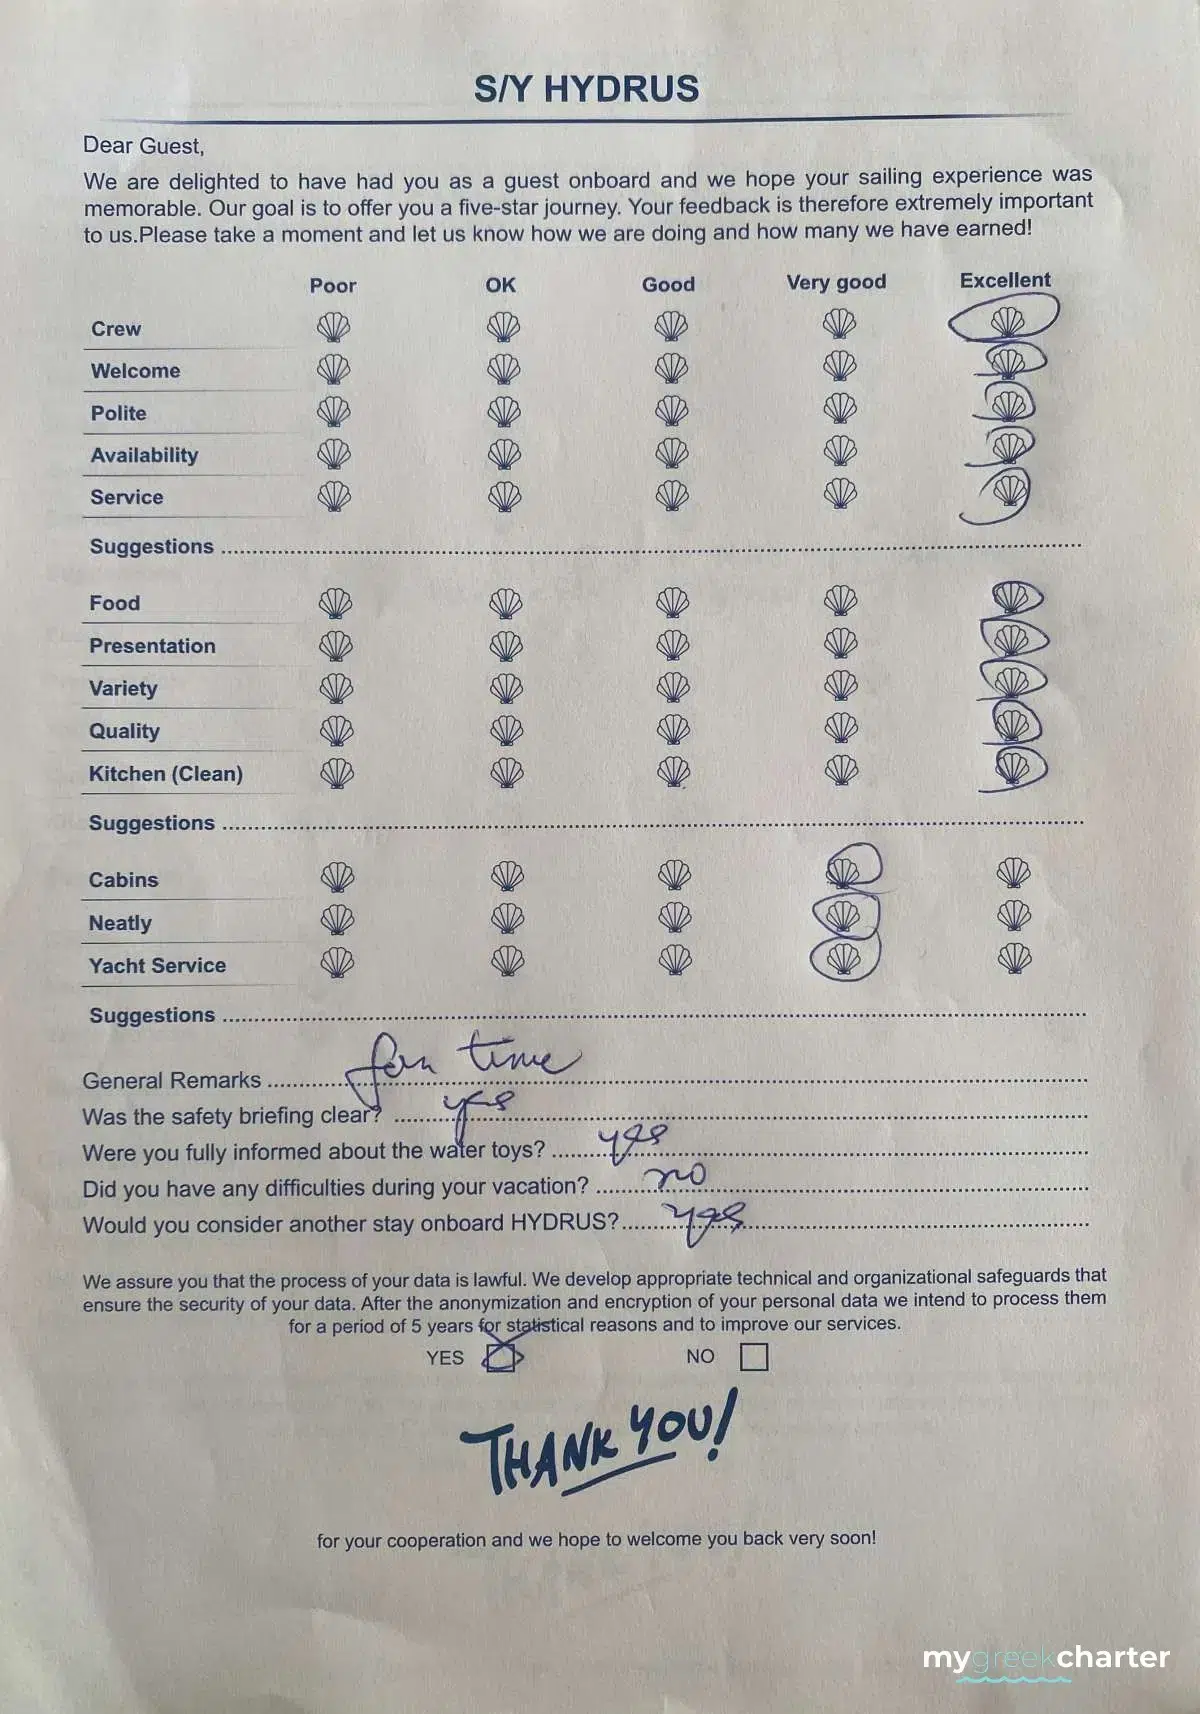 S/Y HYDRUS
Dear Guest,
We are delighted to have had you as a guest onboard and we hope your sailing experience was
memorable. Our goal is to offer you a five-star journey. Your feedback is therefore extremely important
to us.Please take a moment and let us know how we are doing and how many we have earned!
Poor OK Good Very good Excellent
Crew
Welcome
Polite
Availability
Service
Suggestions
Food
Presentation
Variety
Quality
Kitchen (Clean)
Suggestions
Cabins
Neatly
Yacht Service
Suggestions
General Remarks time
Was the safety briefing clear? yes
Were you fully informed about the water toys? yes
Did you have any difficulties during your vacation? no
Would you consider another stay onboard HYDRUS? yes
We assure you that the process of your data is lawful. We develop appropriate technical and organizational safeguards that
ensure the security of your data. After the anonymization and encryption of your personal data we intend to process them
for a period of 5 years for statistical reasons and to improve our services.
YES NO
THANK YOU!
for your cooperation and we hope to welcome you back very soon!
mygreekcharter